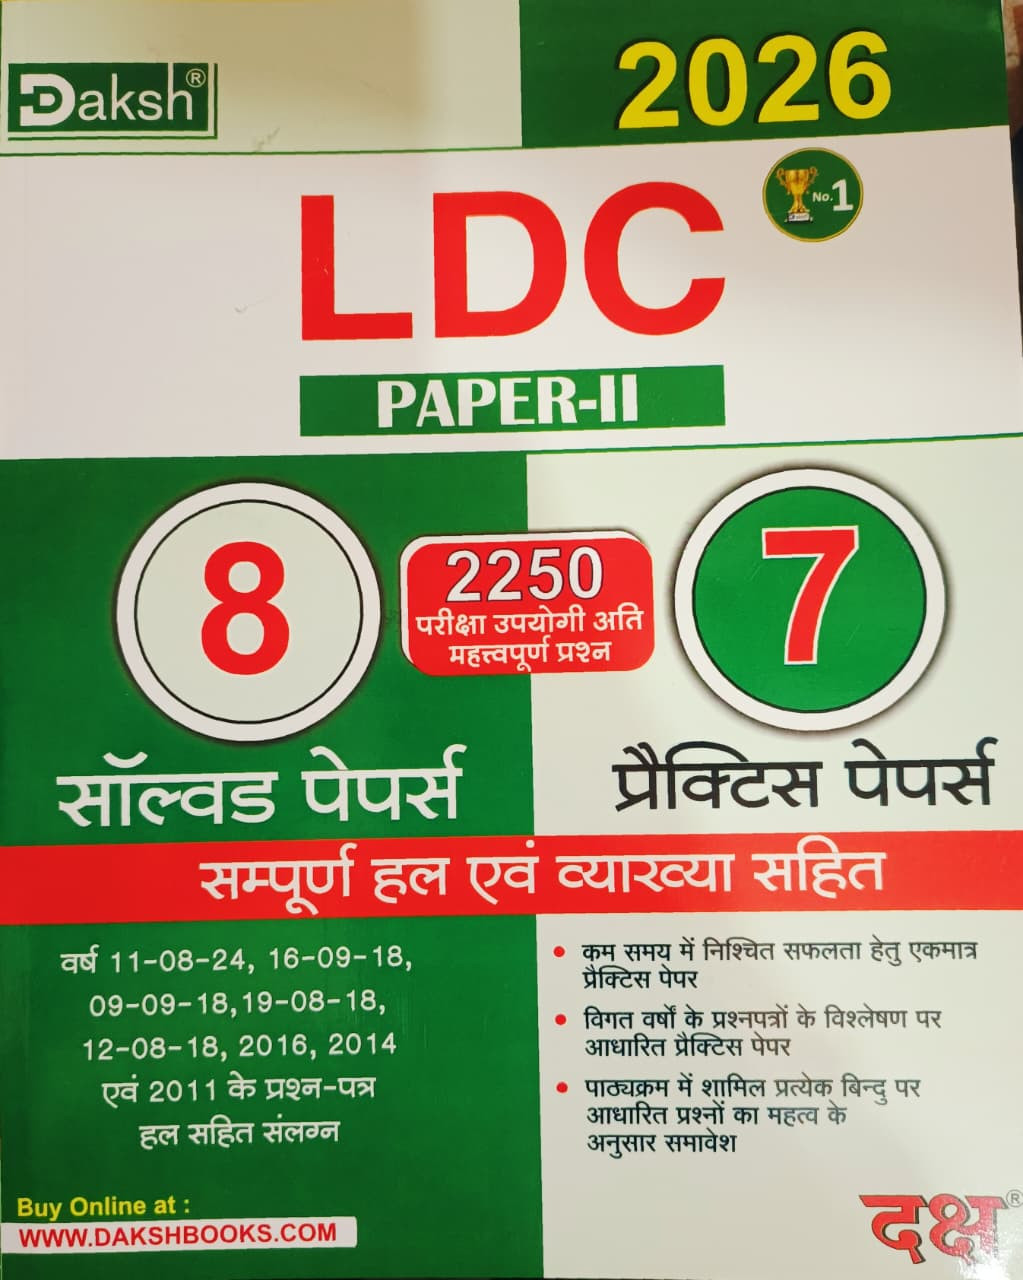 Daksh®
2026
No.1
LDC
PAPER-II
8
2250
परीक्षा उपयोगी अति
महत्त्वपूर्ण प्रश्न
7
सॉल्वड पेपर्स
प्रैक्टिस पेपर्स
सम्पूर्ण हल एवं व्याख्या सहित
वर्ष 11-08-24, 16-09-18,
09-09-18,19-08-18,
12-08-18, 2016, 2014
एवं 2011 के प्रश्न-पत्र
हल सहित संलग्न
• कम समय में निश्चित सफलता हेतु एकमात्र
प्रैक्टिस पेपर
• विगत वर्षों के प्रश्नपत्रों के विश्लेषण पर
आधारित प्रैक्टिस पेपर
• पाठ्यक्रम में शामिल प्रत्येक बिन्दु पर
आधारित प्रश्नों का महत्व के
अनुसार समावेश
Buy Online at :
WWW.DAKSHBOOKS.COM
दक्ष®